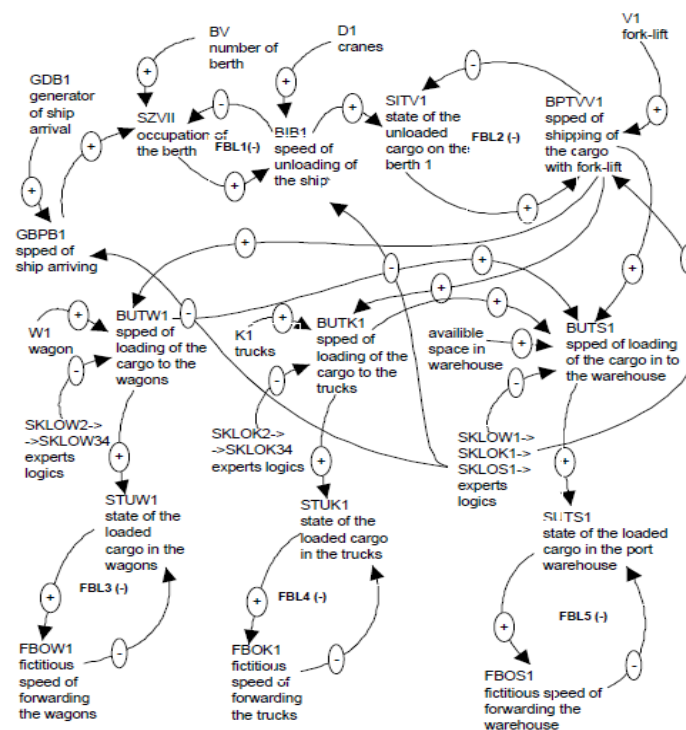 BV
number of
berth
D1
cranes
V1
fork-lift
GDB1
generator
of ship
arrival
SZVII
occupation of
the berth
FBL1(-)
BIB1
speed of
unloading of
the ship
SITV1
state of the
unloaded
cargo on the
berth 1
FBL2 (-)
BPTVV1
spped of
shipping of
the cargo
with fork-lift
+
+
-
-
+
+
+
+
+
+
GBPB1
spped of
ship arriving
+
-
+
+
W1
wagon
+
-
BUTW1
spped of
loading of the
cargo to the
wagons
-
K1
trucks
+
-
BUTK1
spped of
loading of the
cargo to the
trucks
+
+
availible
space in
warehouse
+
-
BUTS1
spped of loading
of the cargo in to
the warehouse
+
SKLOW2->
->SKLOW34
experts logics
SKLOK2->
->SKLOK34
experts logics
SKLOW1->
SKLOK1->
SKLOS1->
experts
logics
+
+
+
STUW1
state of the
loaded
cargo in the
wagons
STUK1
state of the
loaded cargo
in the trucks
SUTS1
state of the loaded
cargo in the port
warehouse
+
FBL3 (-)
-
+
FBL4 (-)
-
+
FBL5 (-)
-
FBOW1
fictitious
speed of
forwarding
the wagons
FBOK1
fictitious
speed of
forwarding
the trucks
FBOS1
fictitious speed of
forwarding the
warehouse